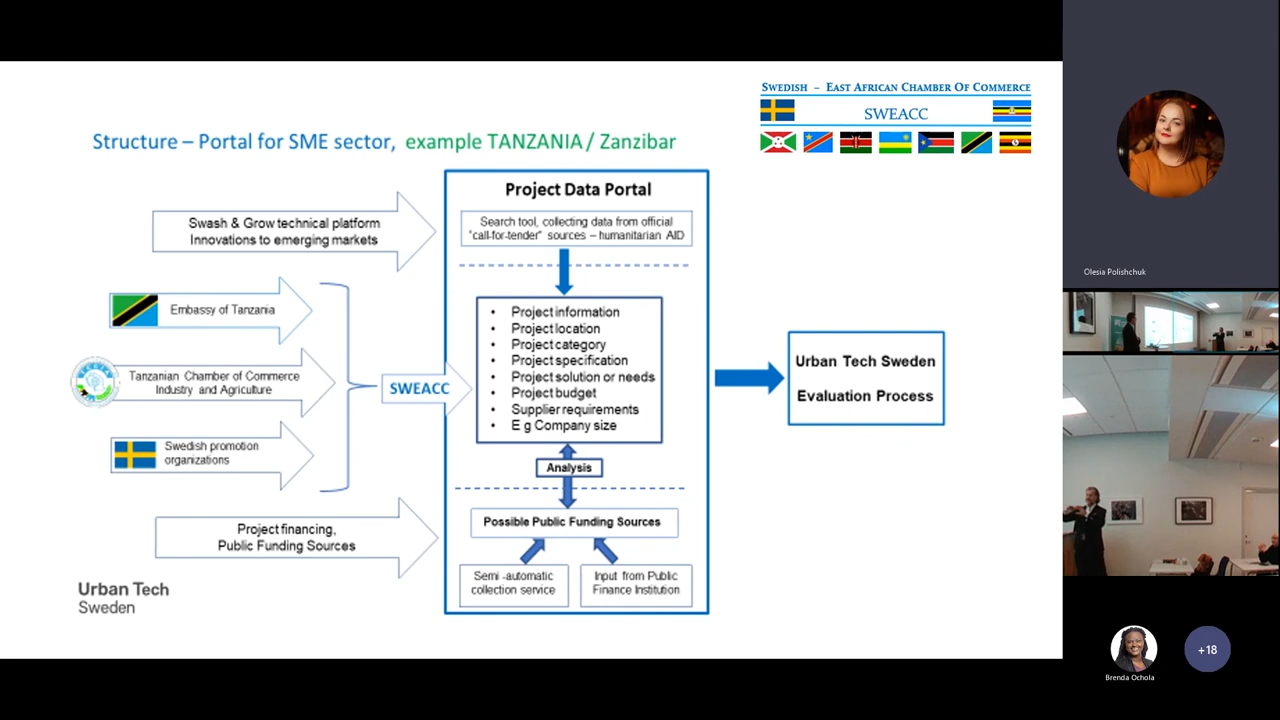 SWEDISH – EAST AFRICAN CHAMBER OF COMMERCE
SWEACC
Structure – Portal for SME sector, example TANZANIA / Zanzibar
Project Data Portal
Swash & Grow technical platform
Innovations to emerging markets
Search tool, collecting data from official
"call-for-tender" sources – humanitarian AID
Embassy of Tanzania
Tanzanian Chamber of Commerce
Industry and Agriculture
Swedish promotion
organizations
SWEACC
• Project information
• Project location
• Project category
• Project specification
• Project solution or needs
• Project budget
• Supplier requirements
• E g Company size
Urban Tech Sweden
Evaluation Process
Analysis
Project financing,
Public Funding Sources
Possible Public Funding Sources
Semi -automatic
collection service
Input from Public
Finance Institution
Urban Tech
Sweden
Olesia Polishchuk
Brenda Ochola
+18